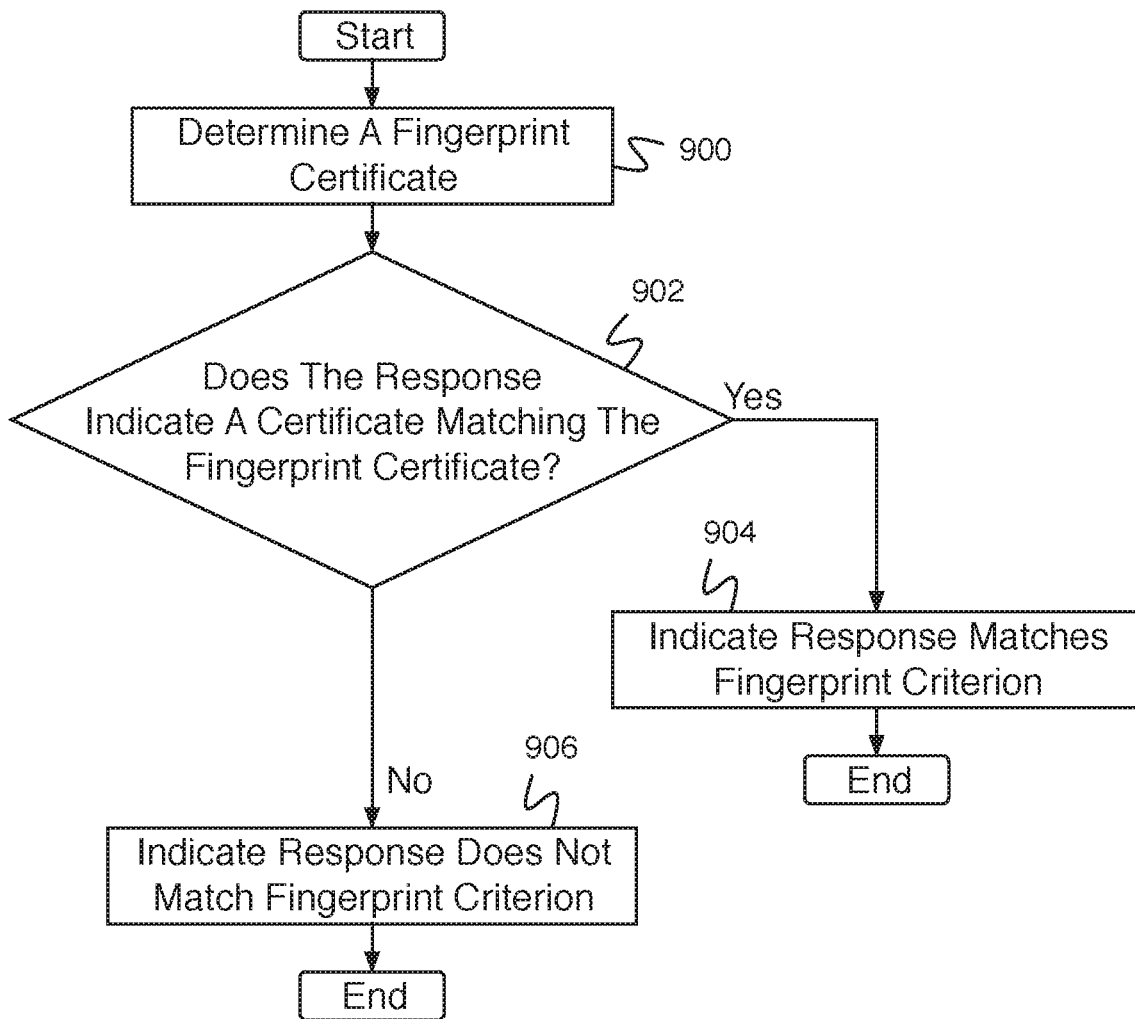 Start
Determine A Fingerprint
Certificate
900
902
Does The Response
Indicate A Certificate Matching The
Fingerprint Certificate?
Yes
904
Indicate Response Matches
Fingerprint Criterion
End
906
No
Indicate Response Does Not
Match Fingerprint Criterion
End